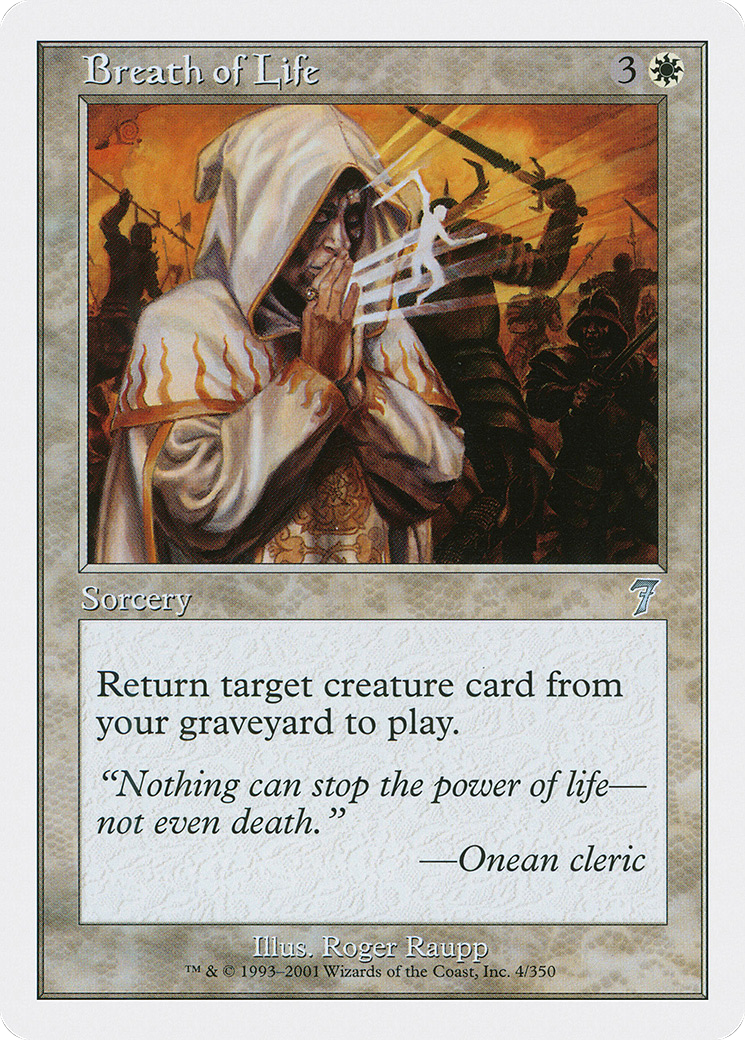 Breath of Life 3
Sorcery 7
Return target creature card from
your graveyard to play.
“Nothing can stop the power of life—
not even death.”
—Onean cleric
Illus. Roger Raupp
™ & © 1993–2001 Wizards of the Coast, Inc. 4/350